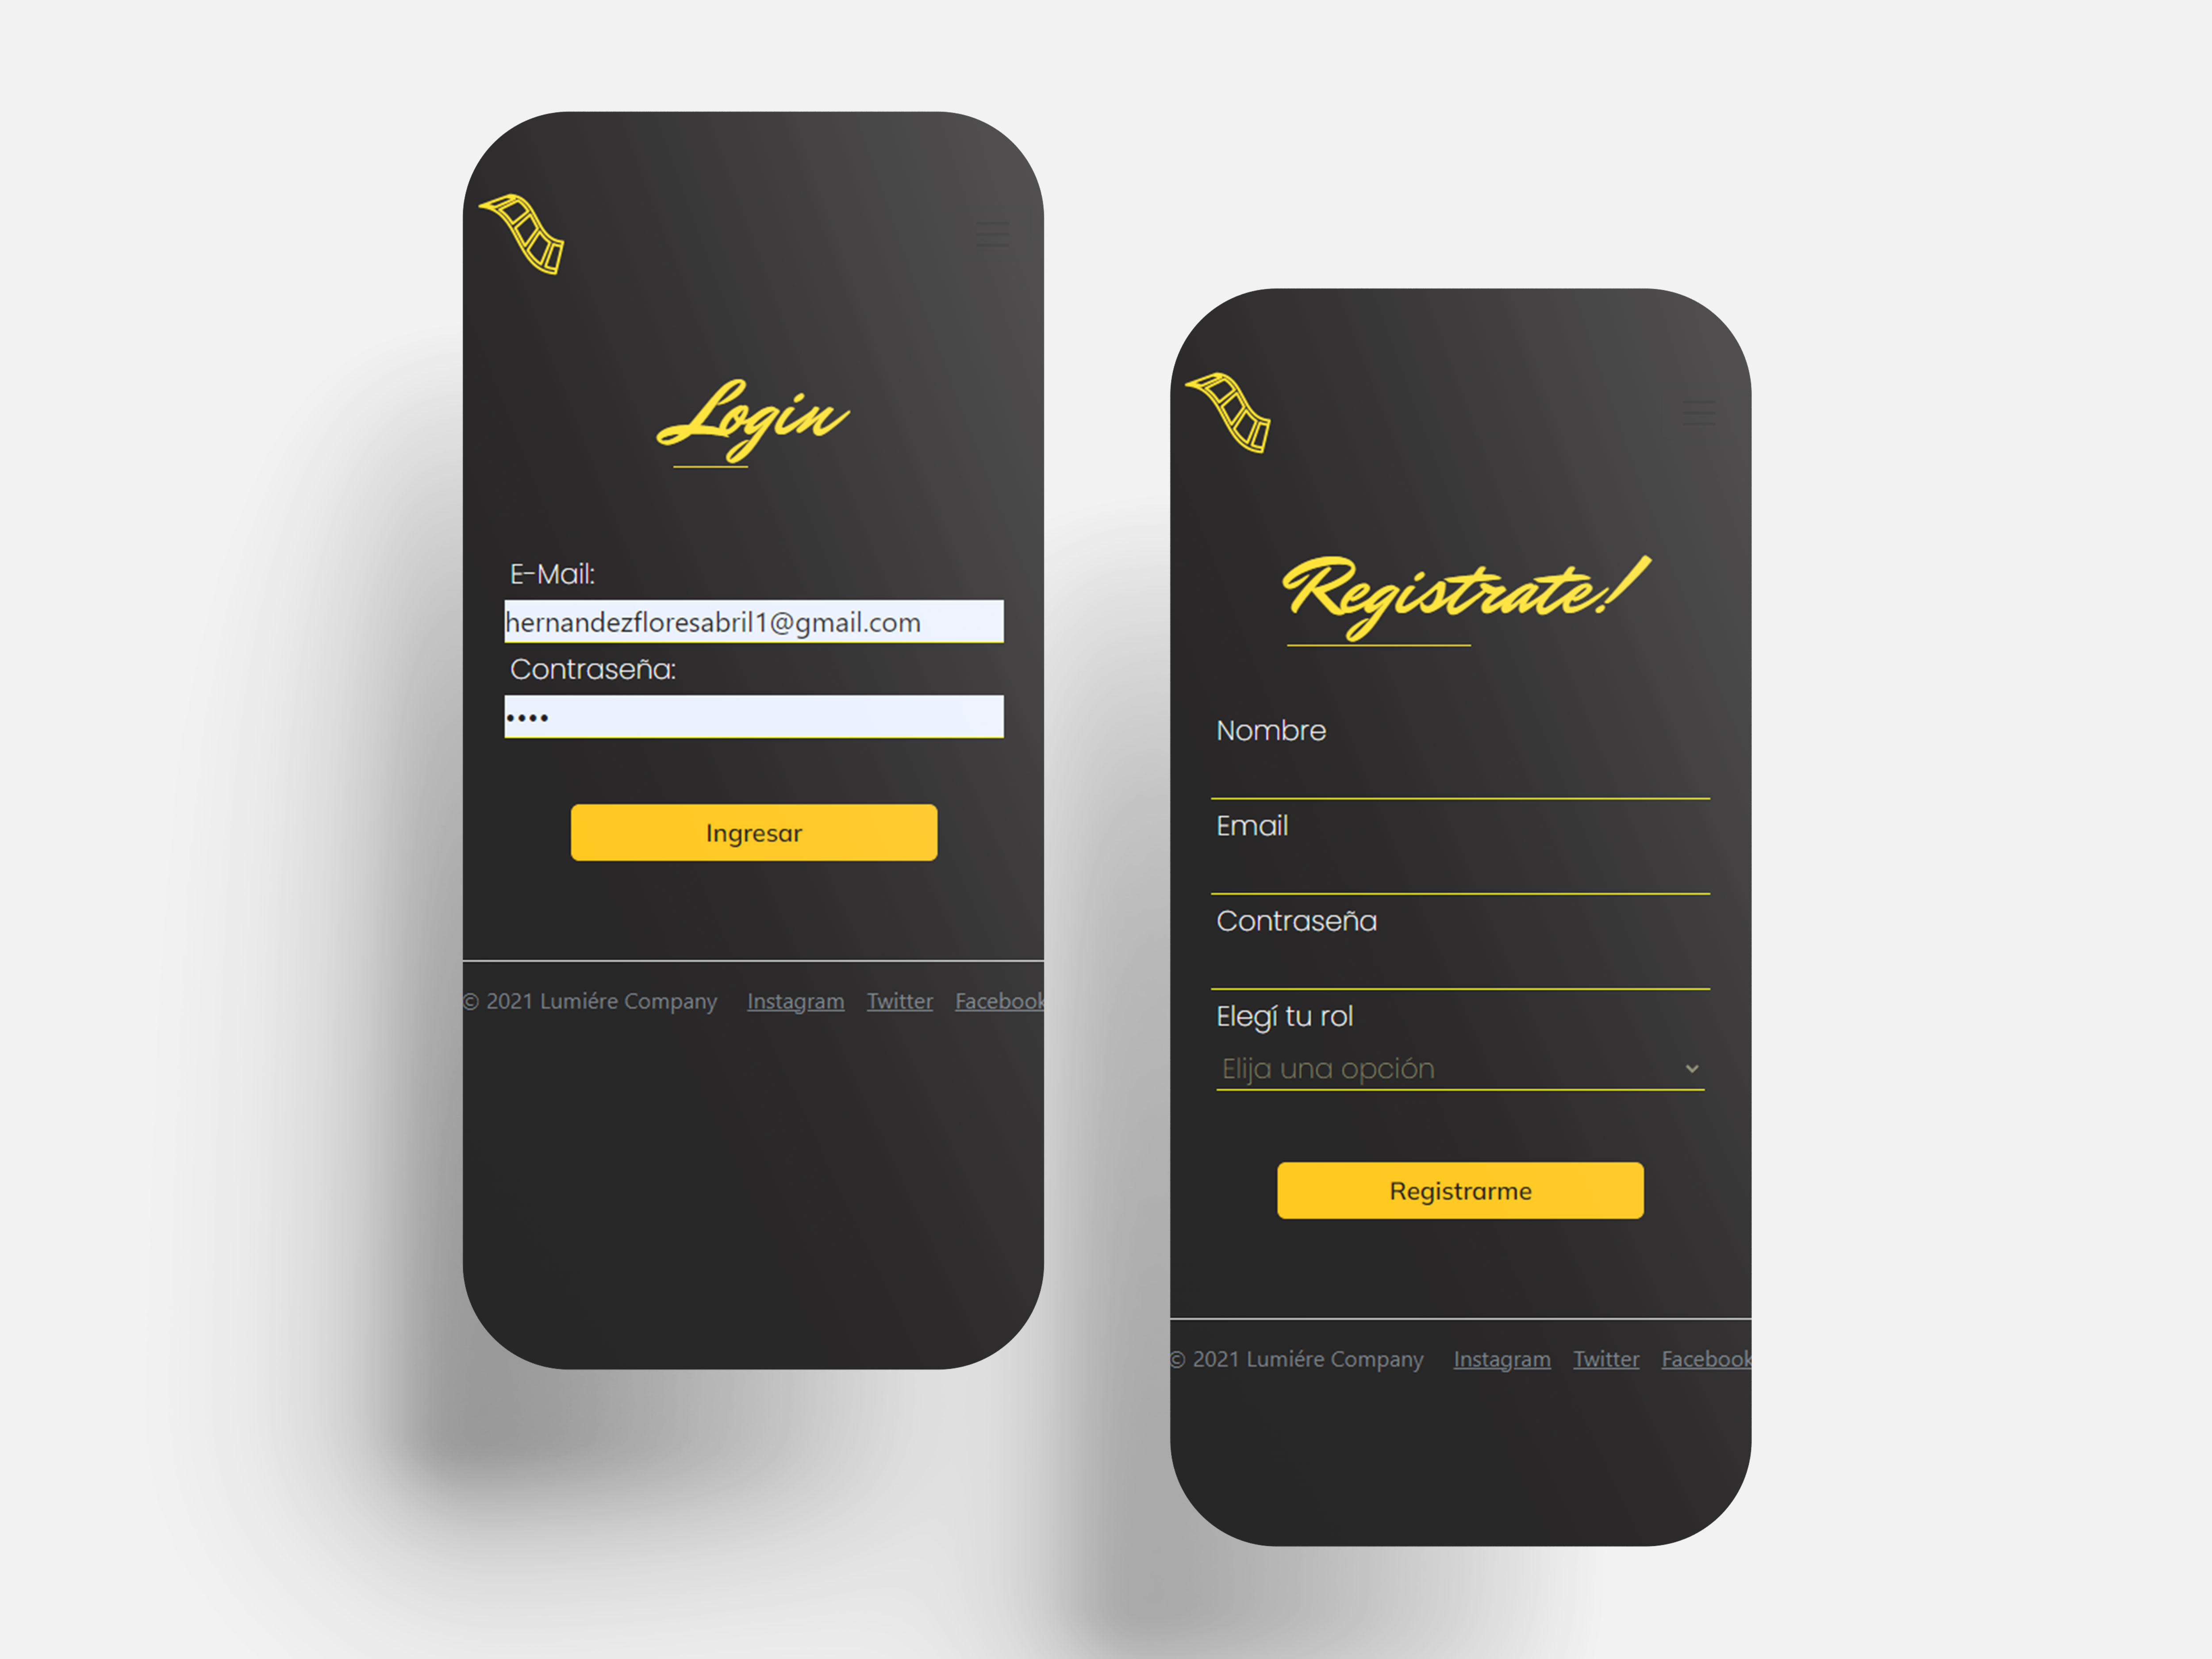 Login
E-Mail:
hernandezfloresabril1@gmail.com
Contraseña:
••••
Ingresar
© 2021 Lumiére Company Instagram Twitter Facebook
Registrate!
Nombre
Email
Contraseña
Elegí tu rol
Elija una opción
Registrarme
© 2021 Lumiére Company Instagram Twitter Facebook